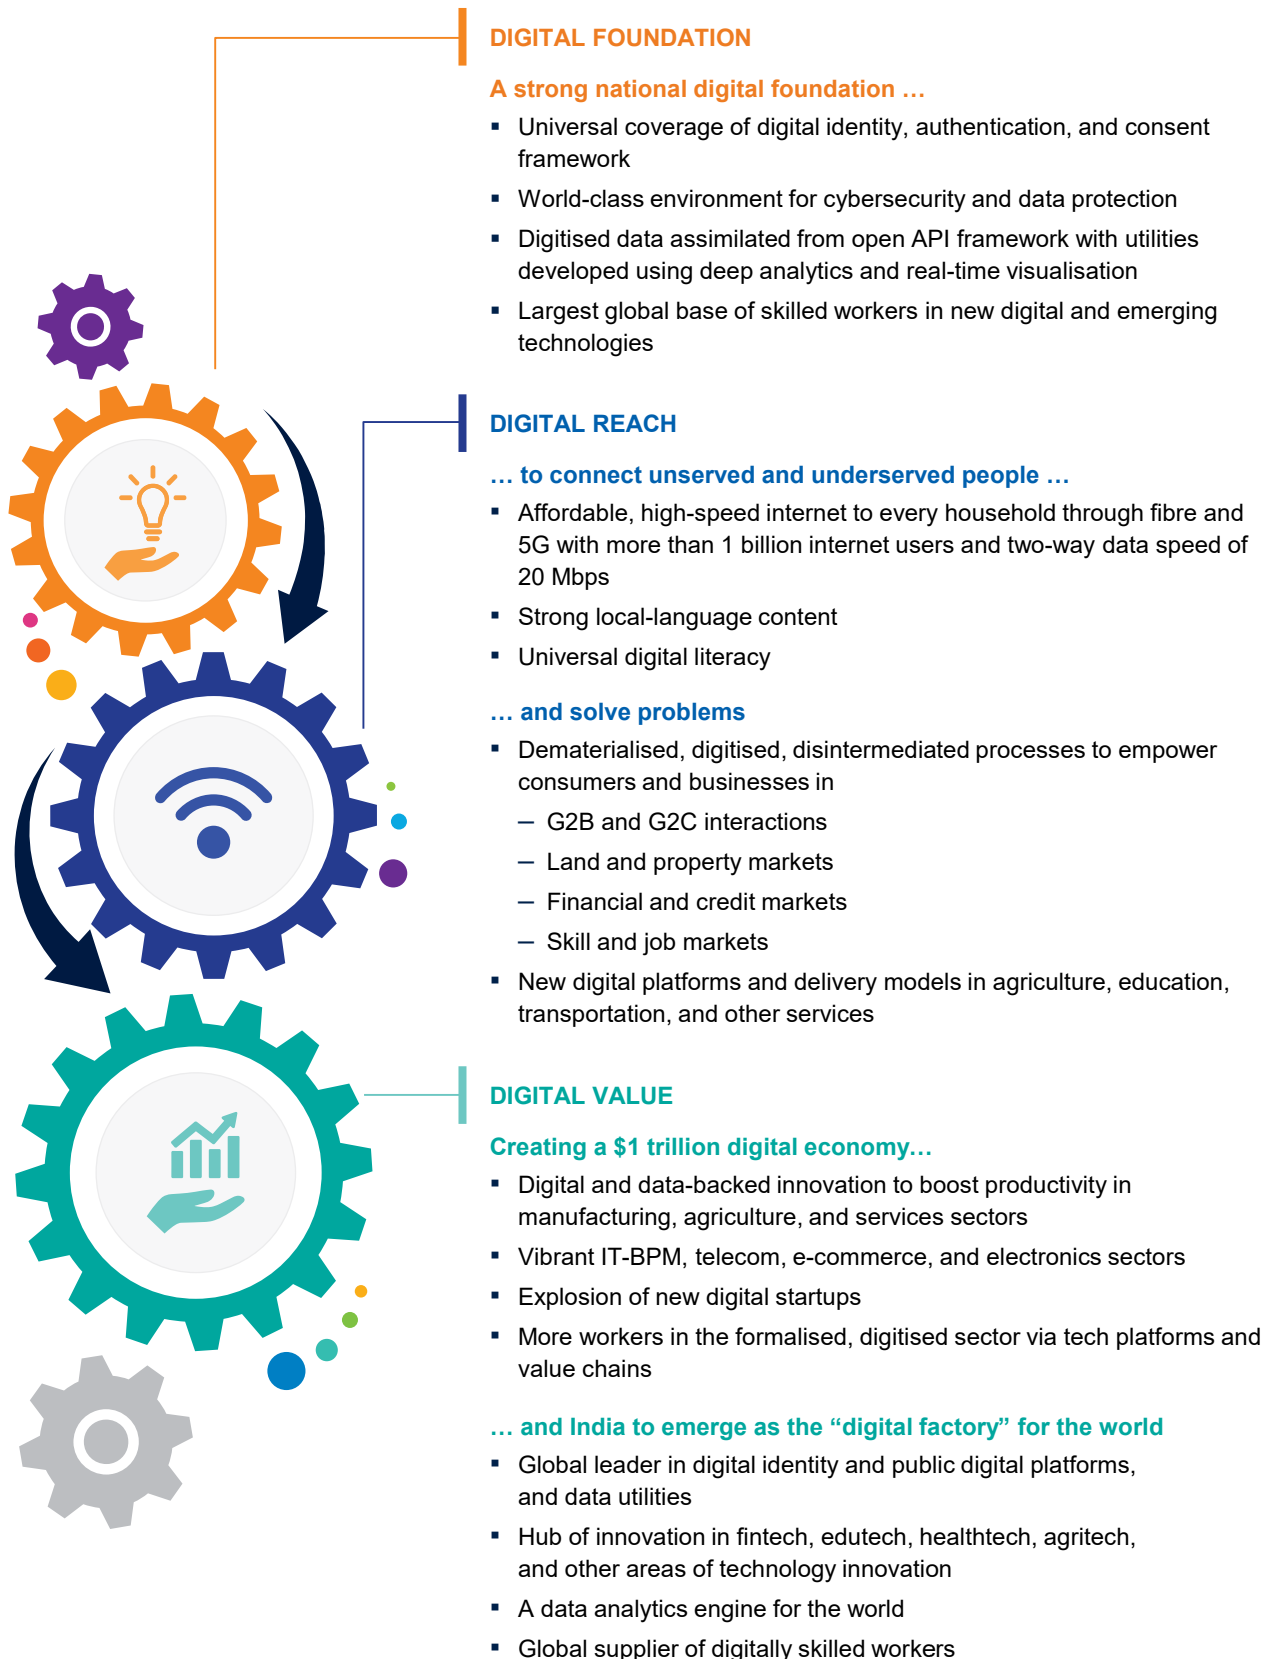 DIGITAL FOUNDATION
A strong national digital foundation …
▪ Universal coverage of digital identity, authentication, and consent
framework
▪ World-class environment for cybersecurity and data protection
▪ Digitised data assimilated from open API framework with utilities
developed using deep analytics and real-time visualisation
▪ Largest global base of skilled workers in new digital and emerging
technologies
DIGITAL REACH
… to connect unserved and underserved people …
▪ Affordable, high-speed internet to every household through fibre and
5G with more than 1 billion internet users and two-way data speed of
20 Mbps
▪ Strong local-language content
▪ Universal digital literacy
… and solve problems
▪ Dematerialised, digitised, disintermediated processes to empower
consumers and businesses in
– G2B and G2C interactions
– Land and property markets
– Financial and credit markets
– Skill and job markets
▪ New digital platforms and delivery models in agriculture, education,
transportation, and other services
DIGITAL VALUE
Creating a $1 trillion digital economy…
▪ Digital and data-backed innovation to boost productivity in
manufacturing, agriculture, and services sectors
▪ Vibrant IT-BPM, telecom, e-commerce, and electronics sectors
▪ Explosion of new digital startups
▪ More workers in the formalised, digitised sector via tech platforms and
value chains
… and India to emerge as the “digital factory” for the world
▪ Global leader in digital identity and public digital platforms,
and data utilities
▪ Hub of innovation in fintech, edutech, healthtech, agritech,
and other areas of technology innovation
▪ A data analytics engine for the world
▪ Global supplier of digitally skilled workers